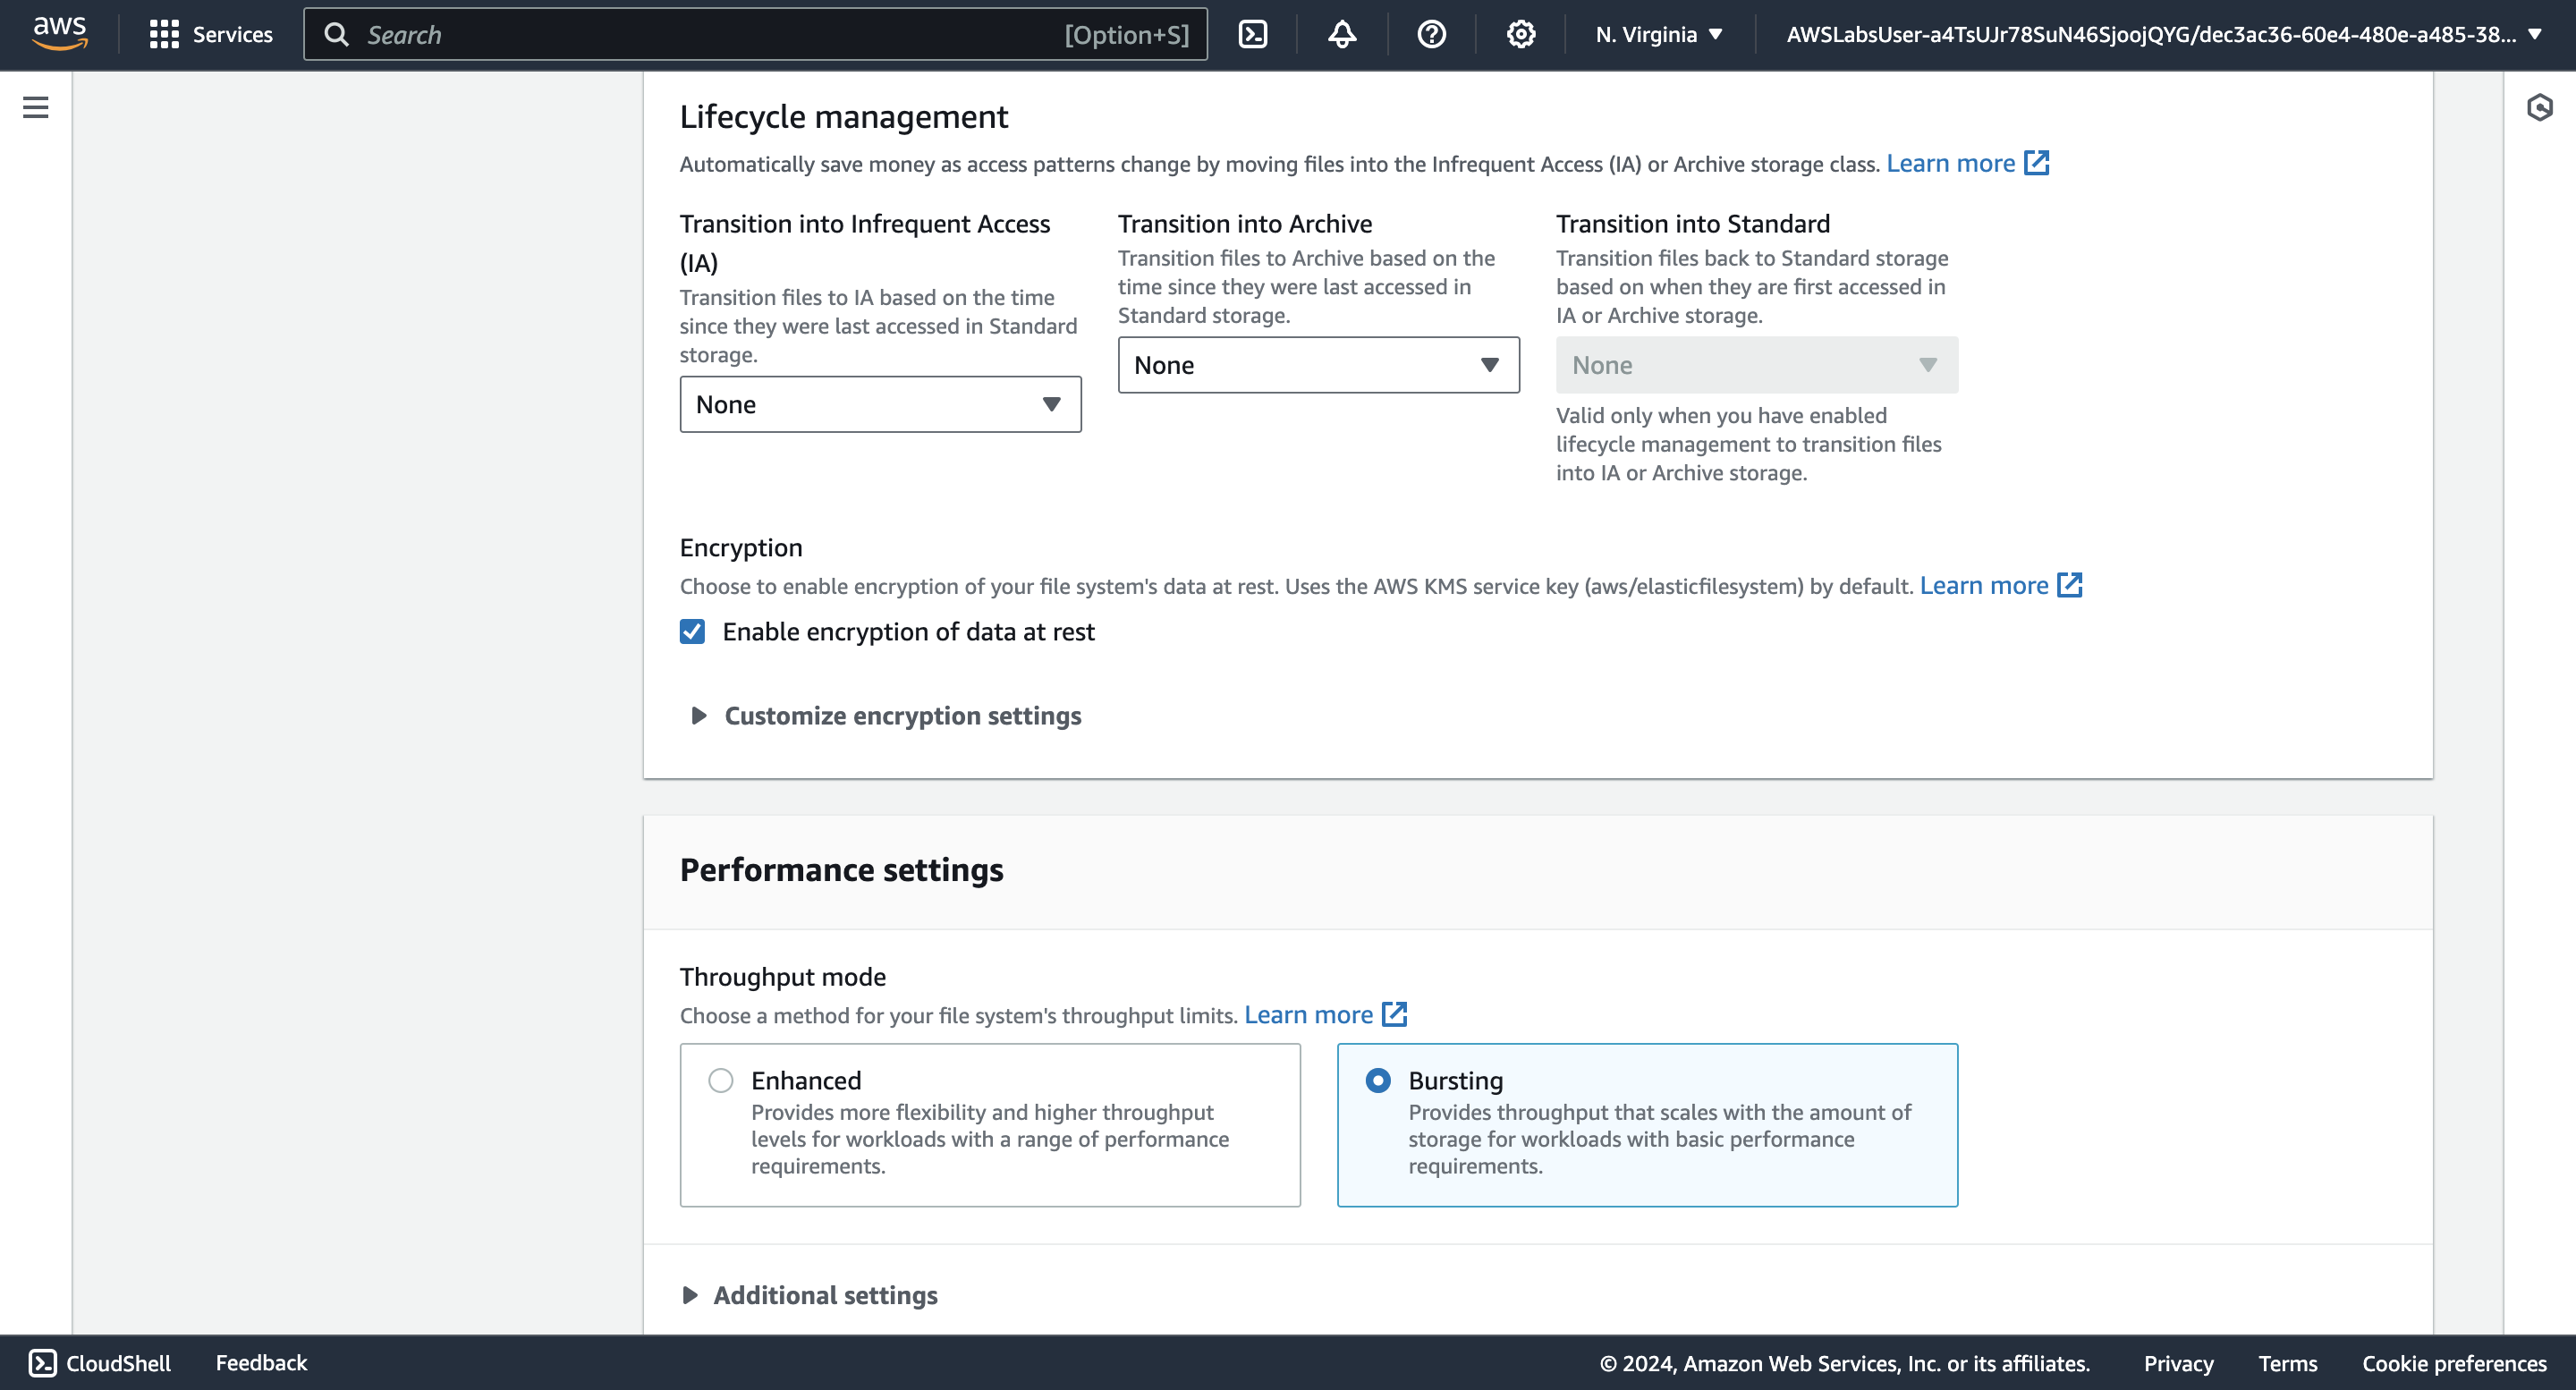 aws
Services
Search
[Option+S]
N. Virginia
AWSLabsUser-a4TsUJr78SuN46SjoojQYG/dec3ac36-60e4-480e-a485-38...
Lifecycle management
Automatically save money as access patterns change by moving files into the Infrequent Access (IA) or Archive storage class. Learn more
Transition into Infrequent Access
(IA)
Transition files to IA based on the time
since they were last accessed in Standard
storage.
None
Transition into Archive
Transition files to Archive based on the
time since they were last accessed in
Standard storage.
None
Transition into Standard
Transition files back to Standard storage
based on when they are first accessed in
IA or Archive storage.
None
Valid only when you have enabled
lifecycle management to transition files
into IA or Archive storage.
Encryption
Choose to enable encryption of your file system's data at rest. Uses the AWS KMS service key (aws/elasticfilesystem) by default. Learn more
Enable encryption of data at rest
Customize encryption settings
Performance settings
Throughput mode
Choose a method for your file system's throughput limits. Learn more
Enhanced
Provides more flexibility and higher throughput
levels for workloads with a range of performance
requirements.
Bursting
Provides throughput that scales with the amount of
storage for workloads with basic performance
requirements.
Additional settings
CloudShell
Feedback
© 2024, Amazon Web Services, Inc. or its affiliates.
Privacy
Terms
Cookie preferences